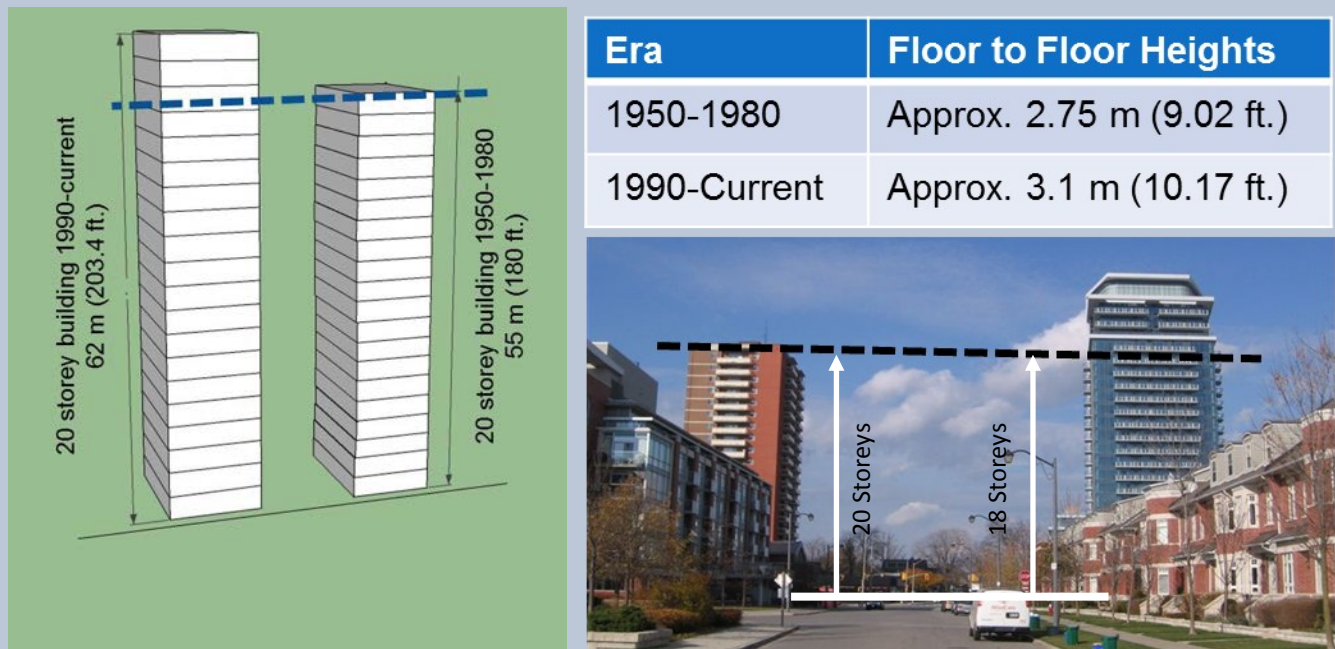 20 storey building 1990-current
62 m (203.4 ft.)
20 storey building 1950-1980
55 m (180 ft.)
Era Floor to Floor Heights
1950-1980 Approx. 2.75 m (9.02 ft.)
1990-Current Approx. 3.1 m (10.17 ft.)
20 Storeys
18 Storeys